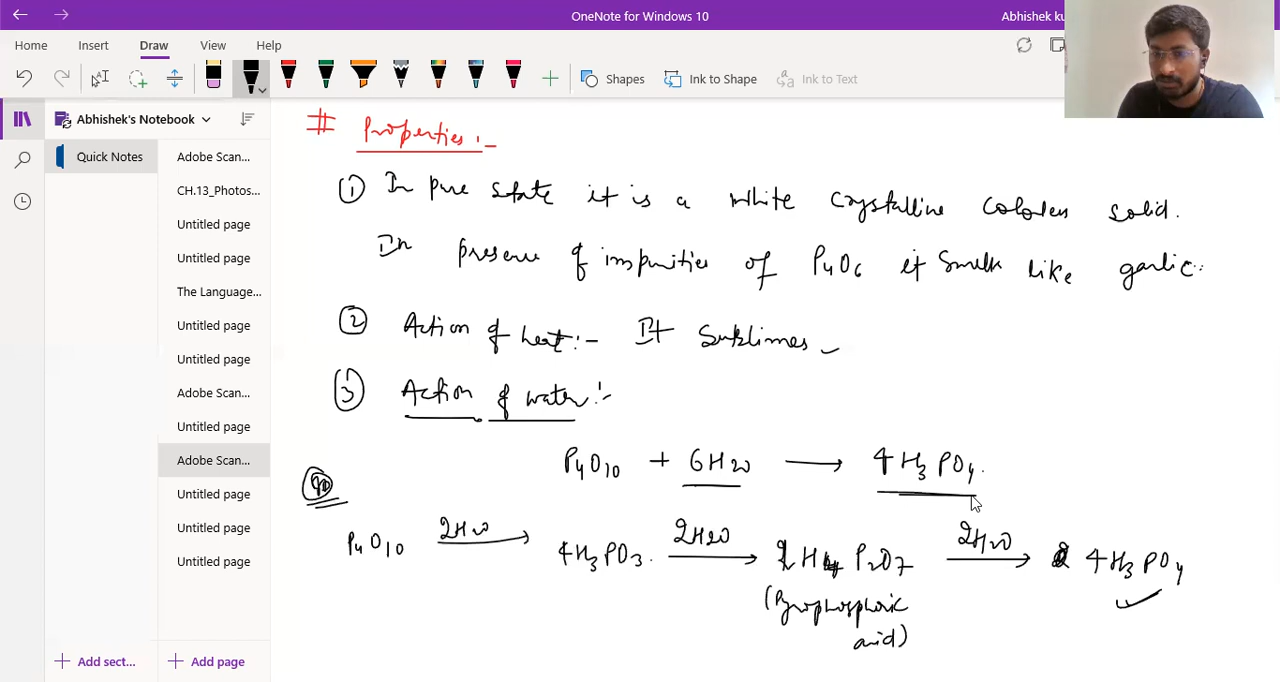 OneNote for Windows 10
Abhishek ku
Home Insert Draw View Help
Shapes Ink to Shape Ink to Text
Abhishek's Notebook
Quick Notes
Adobe Scan...
CH.13_Photos...
Untitled page
Untitled page
The Language...
Untitled page
Untitled page
Adobe Scan...
Untitled page
Adobe Scan...
Untitled page
Untitled page
Untitled page
+ Add sect...
+ Add page
# Properties:-
① In pure state it is a white crystalline colorless solid.
In presence of impurities of P4O6 it smells like garlic.
② Action of heat:- It sublimes
③ Action of water:-
P4O10 + 6H2O → 4H3PO4.
P4O10 2H2O → 4H3PO3. 2H2O → 2H4P2O7 2H2O → 4H3PO4
(Pyrophosphoric
acid)